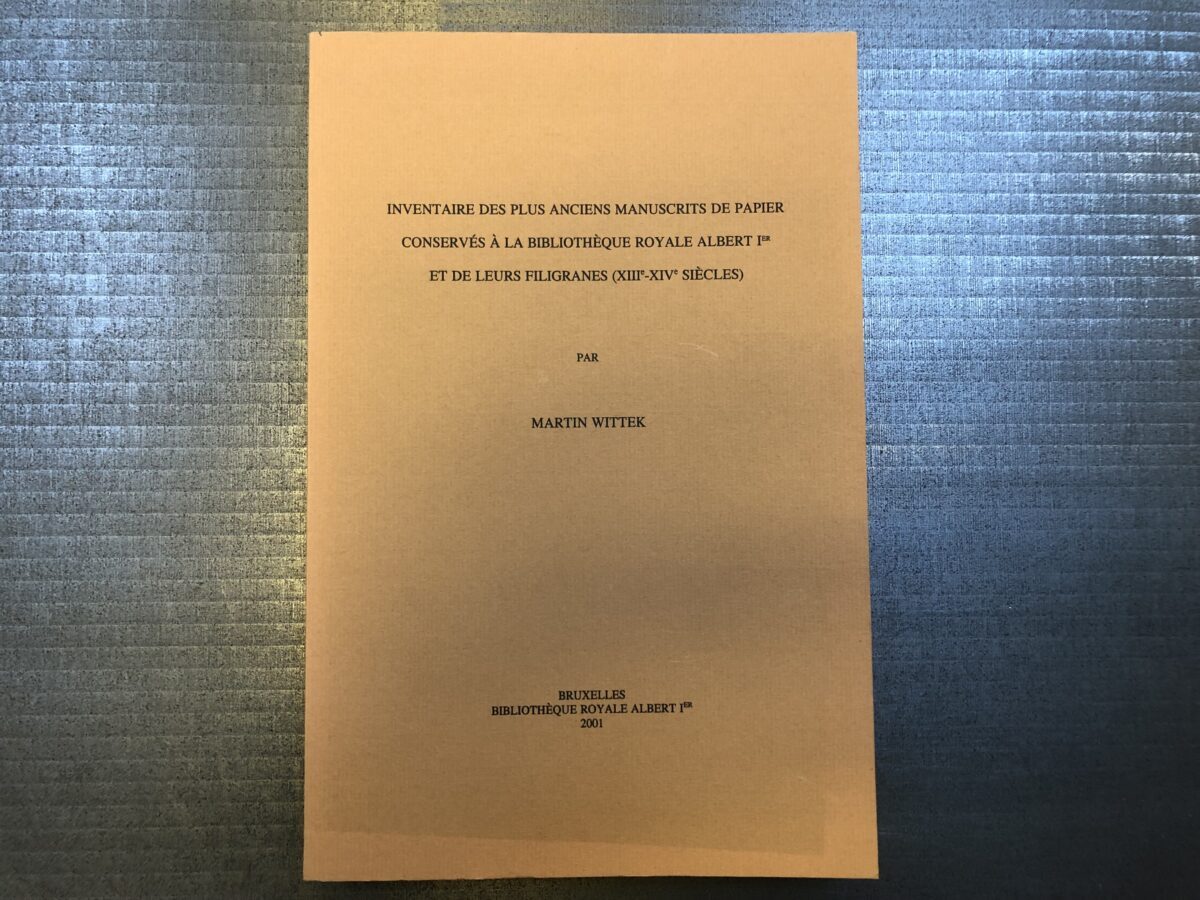 INVENTAIRE DES PLUS ANCIENS MANUSCRITS DE PAPIER
CONSERVÉS À LA BIBLIOTHÈQUE ROYALE ALBERT IER
ET DE LEURS FILIGRANES (XIIIe-XIVe SIÈCLES)
PAR
MARTIN WITTEK
BRUXELLES
BIBLIOTHÈQUE ROYALE ALBERT IER
2001